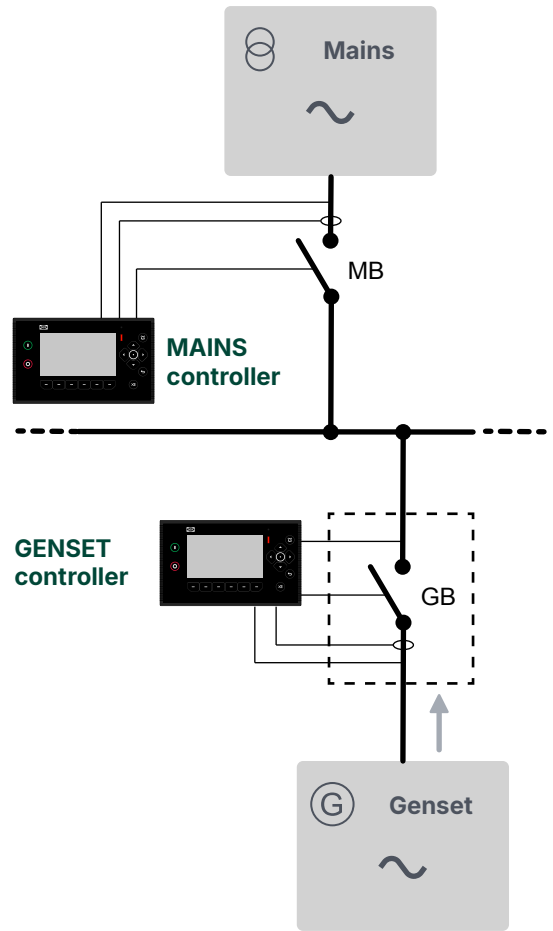 Mains
MB
MAINS
controller
GENSET
controller
GB
G
Genset